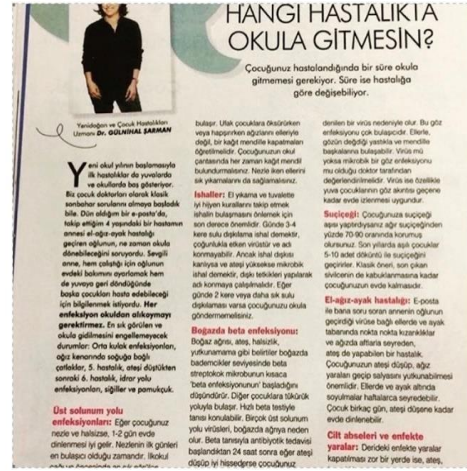 HANGİ HASTALIKTA
OKULA GİTMESİN?
Çocuğunuz hastalandığında bir süre okula
gitmemesi gerekiyor. Süre ise hastalığa
göre değişebiliyor.
Yenidoğan ve Çocuk Hastalıkları
Uzmanı Dr. GÜLNİHAL ŞARMAN
Yeni okul yılının başlamasıyla
ilk hastalıklar da yuvalarda
ve okullarda baş gösteriyor.
Biz çocuk doktorları olarak klasik
sonbahar sorularını almaya başladık
bile. Dün aldığım bir e-posta'da,
takip ettiğim 4 yaşındaki bir hastamın
annesi el-ağız-ayak hastalığı
geçiren oğlunun, ne zaman okula
dönebileceğini soruyordu. Sevgili
anne, hem çalıştığı için oğlunun
evdeki bakımını ayarlamak hem
de yuvaya geri döndüğünde
başka çocukları hasta edebileceği
için bilgilenmek istiyordu. Her
enfeksiyon okuldan alıkoymayı
gerektirmez. En sık görülen ve
okula gidilmesini engellemeyecek
durumlar: Orta kulak enfeksiyonları,
ağız kenarında soğuğa bağlı
çatlaklar, 5. hastalık, ateşi düştükten
sonraki 6. hastalık, idrar yolu
enfeksiyonları, siğiller ve pamukçuk.
Üst solunum yolu
enfeksiyonları: Eğer çocuğunuz
nezle ve halsizse, 1-2 gün evde
dinlenmesi iyi gelir. Nezlenin ilk günleri
en bulaşıcı olduğu zamandır. İlkokul
bulaşır. Ufak çocuklara öksürürken
veya hapşırırken ağızlarını elleriyle
değil, bir kağıt mendille kapatmaları
öğretilmelidir. Çocuğunuzun okul
çantasında her zaman kağıt mendil
bulundurmalısınız. Nezle iken ellerini
sık yıkamalarını da sağlamalısınız.
İshaller: El yıkama ve tuvalette
iyi hijyen kurallarını takip etmek
ishalin bulaşmasını önlemek için
son derece önemlidir. Günde 3-4
kere sulu dışkılama ishal demektir,
çoğunlukla etken virüstür ve adı
konmayabilir. Ancak ishal dışkısı
kanlıysa ve ateşi yüksekse mikrobik
ishal demektir, dışkı tetkikleri yapılarak
adı konmaya çalışılmalıdır. Eğer
günde 2 kere veya daha sık sulu
dışkılaması varsa çocuğunuzu okula
göndermemelisiniz.
Boğazda beta enfeksiyonu:
Boğaz ağrısı, ateş, halsizlik,
yutkunamama gibi belirtiler boğazda
bademcikler seviyesinde beta
streptokok mikrobunun kısaca
'beta enfeksiyonunun' başladığını
düşündürür. Diğer çocuklara tükürük
yoluyla bulaşır. Hızlı beta testiyle
tanısı konulabilir. Birçok üst solunum
yolu virüsleri, boğazda ağrıya neden
olur. Beta tanısıyla antibiyotik tedavisi
başlandıktan 24 saat sonra eğer ateşi
düşüp iyi hissederse çocuğunuz
denilen bir virüs nedeniyle olur. Bu göz
enfeksiyonu çok bulaşıcıdır. Ellerle,
gözün değdiği yastıkla ve mendille
başkalarına bulaşabilir. Virüs mü
yoksa mikrobik bir göz enfeksiyonu
mu olduğu doktor tarafından
değerlendirilmelidir. Virüs ise özellikle
yuva çocuklarının göz akıntısı geçene
kadar evde izlenmesi uygundur.
Suçiçeği: Çocuğunuza suçiçeği
aşısı yaptırdıysanız ağır suçiçeğinden
yüzde 70-90 oranında korumuş
olursunuz. Son yıllarda aşılı çocuklar
5-10 adet döküntü ile suçiçeğini
geçirirler. Klasik öneri, son çıkan
sivilcenin de kabuklanmasına kadar
çocuğunuzun evde kalmasıdır.
El-ağız-ayak hastalığı: E-posta
ile bana soru soran annenin oğlunun
geçirdiği virüse bağlı ellerde ve ayak
tabanında nokta nokta kızarıklıklar
ve ağızda aftlarla seyreden,
ateş de yapabilen bir hastalık.
Çocuğunuzun ateşi düşüp, ağız
yaraları geçip salyasını yutkunabilmesi
önemlidir. Ellerde ve ayak altında
soyulmalar haftalarca seyredebilir.
Çocuk birkaç gün, ateşi düşene kadar
evde dinlenebilir.
Cilt abseleri ve enfekte
yaralar: Derideki enfekte yaralar
kapatılması zor bir yerde ise, ateş,